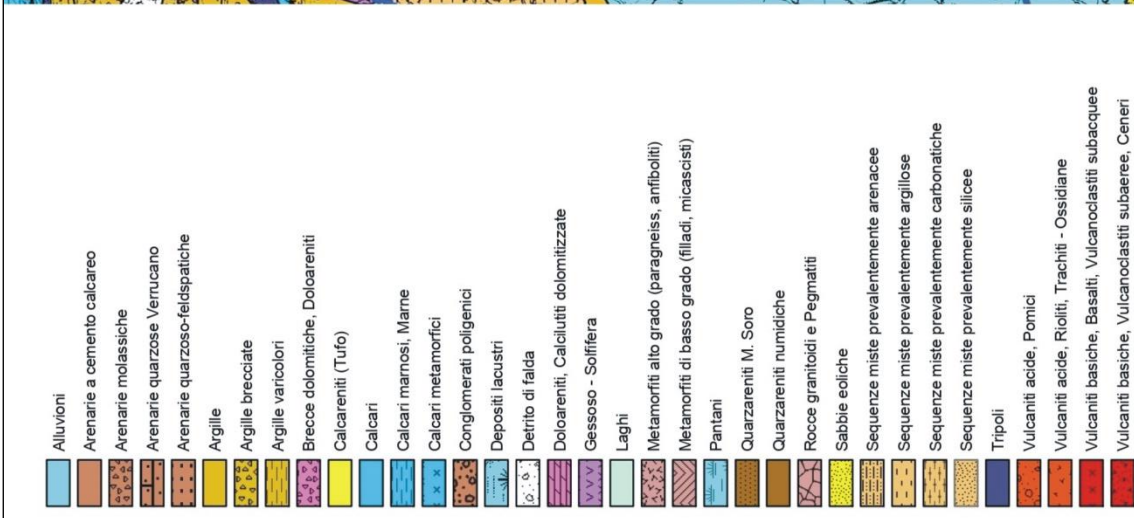 Alluvioni
Arenarie a cemento calcareo
Arenarie molassiche
Arenarie quarzose Verrucano
Arenarie quarzoso-feldspatiche
Argille
Argille brecciate
Argille varicolori
Brecce dolomitiche, Doloareniti
Calcareniti (Tufo)
Calcari
Calcari marnosi, Marne
Calcari metamorfici
Conglomerati poligenici
Depositi lacustri
Detrito di falda
Doloareniti, Calcilutiti dolomitizzate
Gessoso - Solfifera
Laghi
Metamorfiti alto grado (paragneiss, anfiboliti)
Metamorfiti di basso grado (filladi, micascisti)
Pantani
Quarzareniti M. Soro
Quarzareniti numidiche
Rocce granitoidi e Pegmatiti
Sabbie eoliche
Sequenze miste prevalentemente arenacee
Sequenze miste prevalentemente argillose
Sequenze miste prevalentemente carbonatiche
Sequenze miste prevalentemente silicee
Tripoli
Vulcaniti acide, Pomici
Vulcaniti acide, Rioliti, Trachiti - Ossidiane
Vulcaniti basiche, Basalti, Vulcanoclastiti subacquee
Vulcaniti basiche, Vulcanoclastiti subaeree, Ceneri